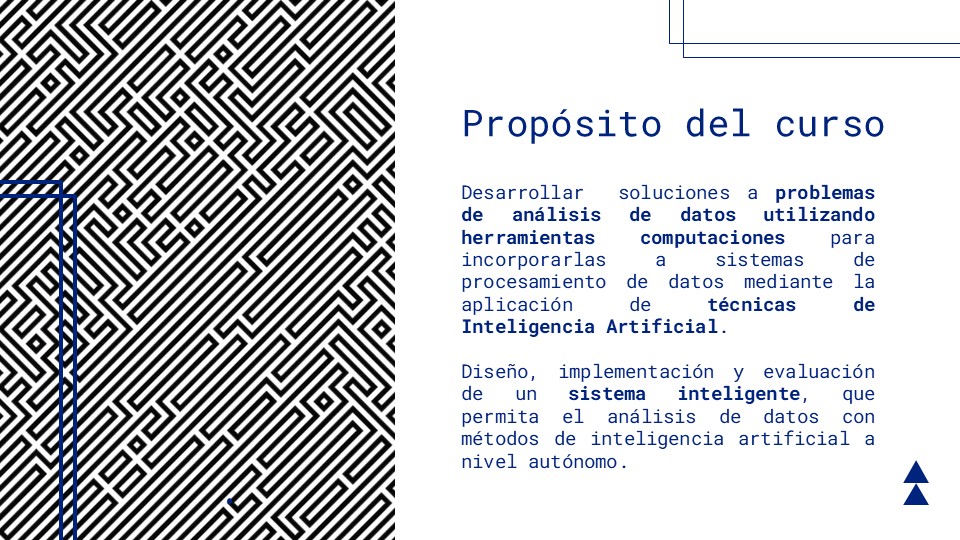 Propósito del curso
Desarrollar soluciones a problemas
de análisis de datos utilizando
herramientas computaciones para
incorporarlas a sistemas de
procesamiento de datos mediante la
aplicación de técnicas de
Inteligencia Artificial.
Diseño, implementación y evaluación
de un sistema inteligente, que
permita el análisis de datos con
métodos de inteligencia artificial a
nivel autónomo.